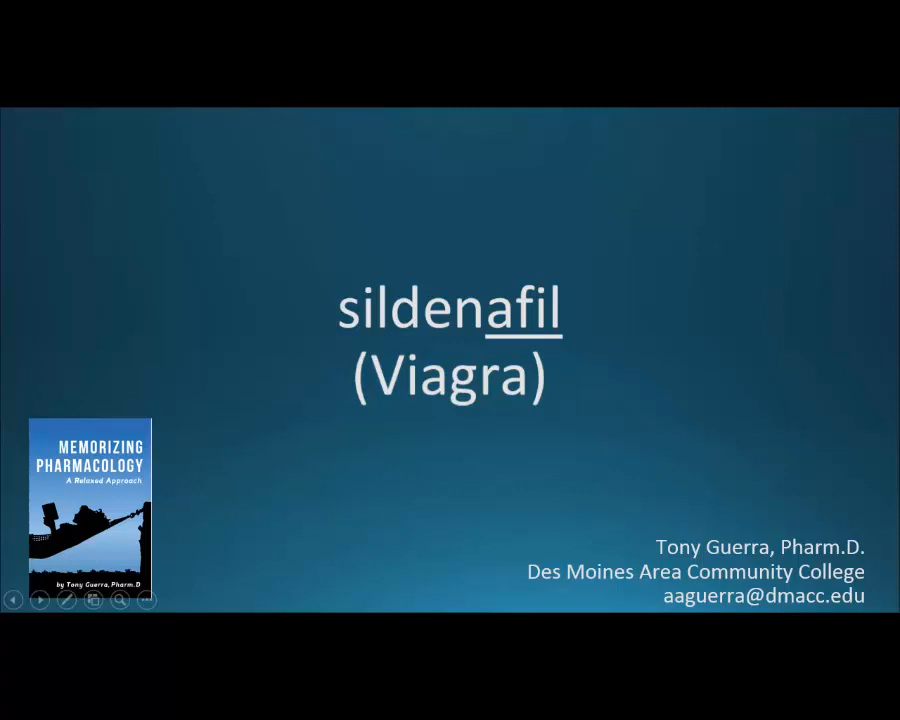 sildenafil
(Viagra)
MEMORIZING
PHARMACOLOGY
A Relaxed Approach
by Tony Guerra, Pharm.D
Tony Guerra, Pharm.D.
Des Moines Area Community College
aaguerra@dmacc.edu